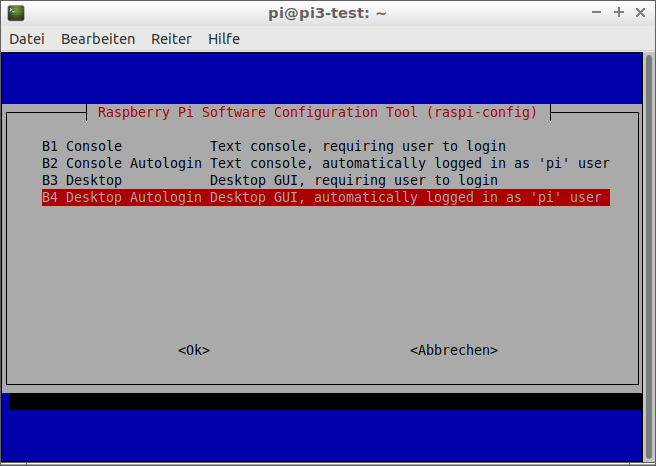 pi@pi3-test: ~
Datei Bearbeiten Reiter Hilfe
Raspberry Pi Software Configuration Tool (raspi-config)
B1 Console Text console, requiring user to login
B2 Console Autologin Text console, automatically logged in as 'pi' user
B3 Desktop Desktop GUI, requiring user to login
B4 Desktop Autologin Desktop GUI, automatically logged in as 'pi' user
<Ok> <Abbrechen>